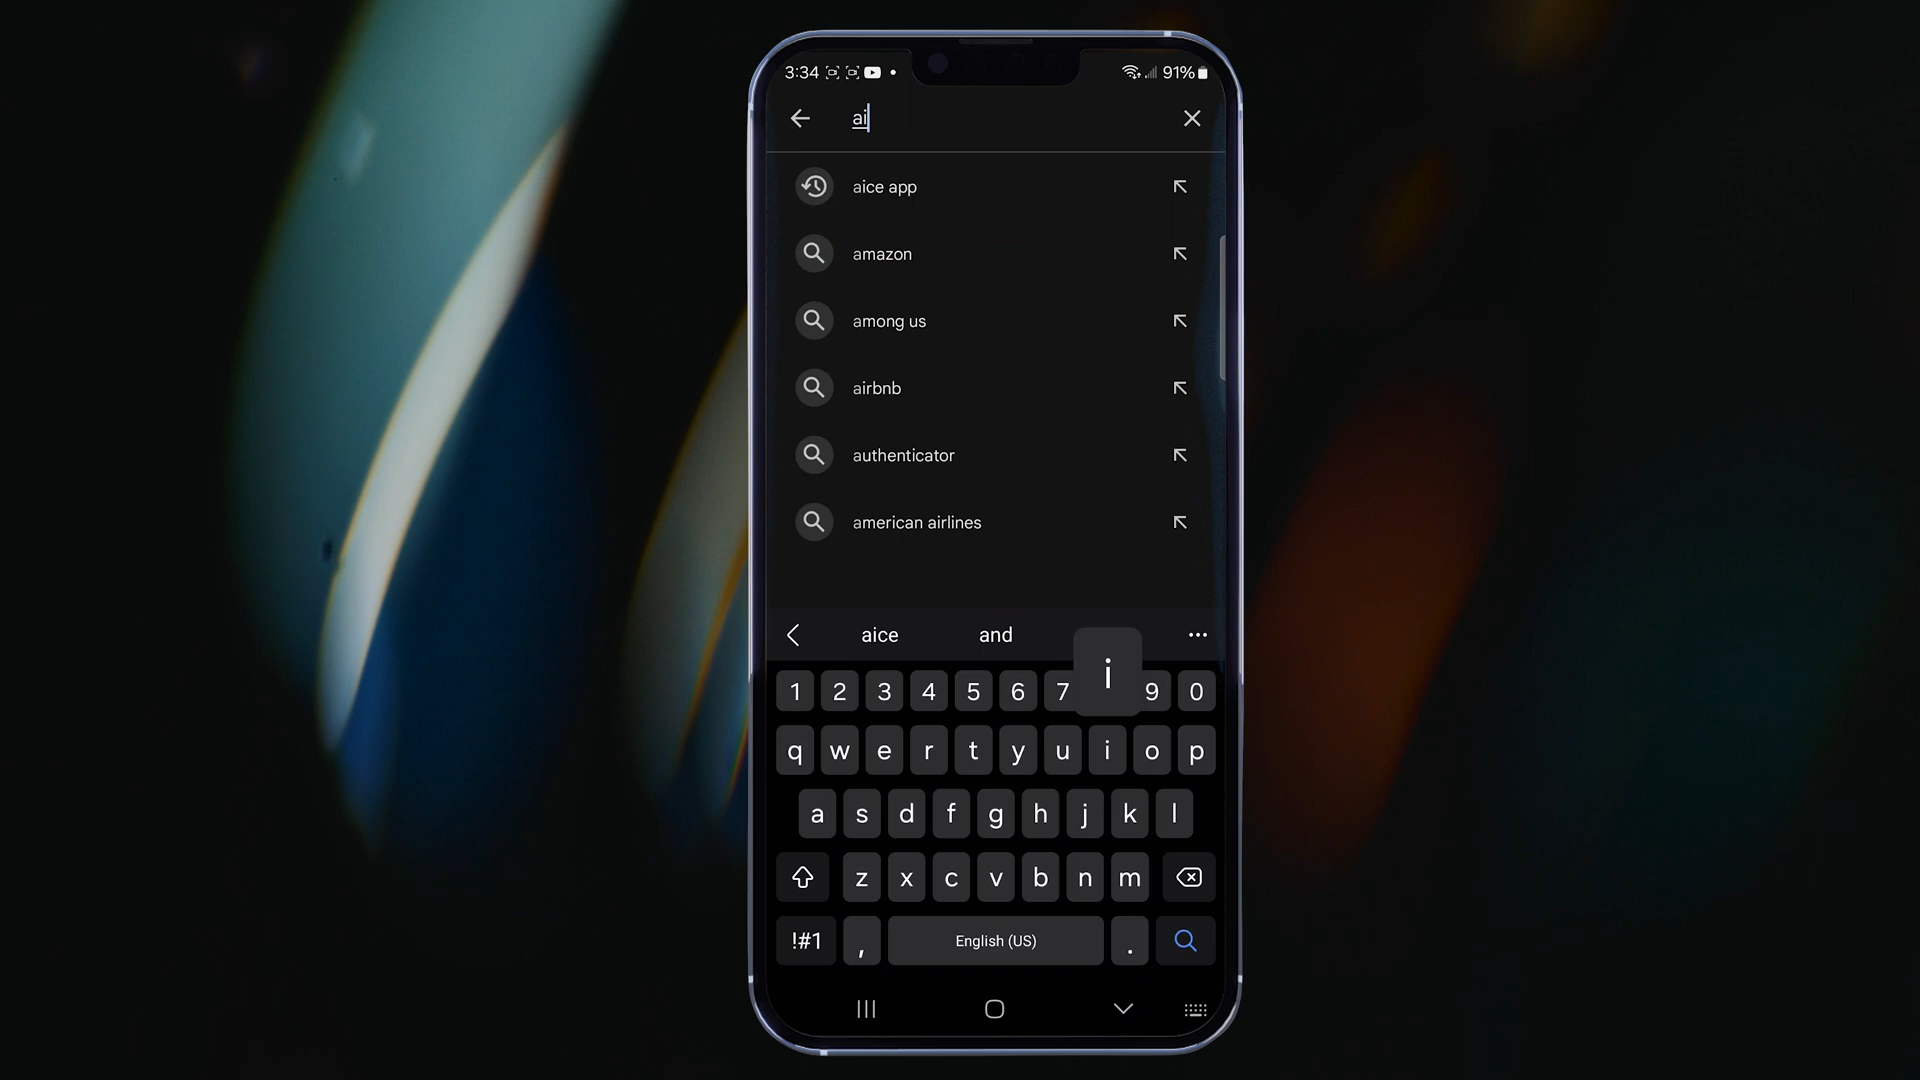 3:34 91%
ai
aice app
amazon
among us
airbnb
authenticator
american airlines
aice and
i
1 2 3 4 5 6 7 9 0
q w e r t y u i o p
a s d f g h j k l
z x c v b n m
!#1 , English (US) .